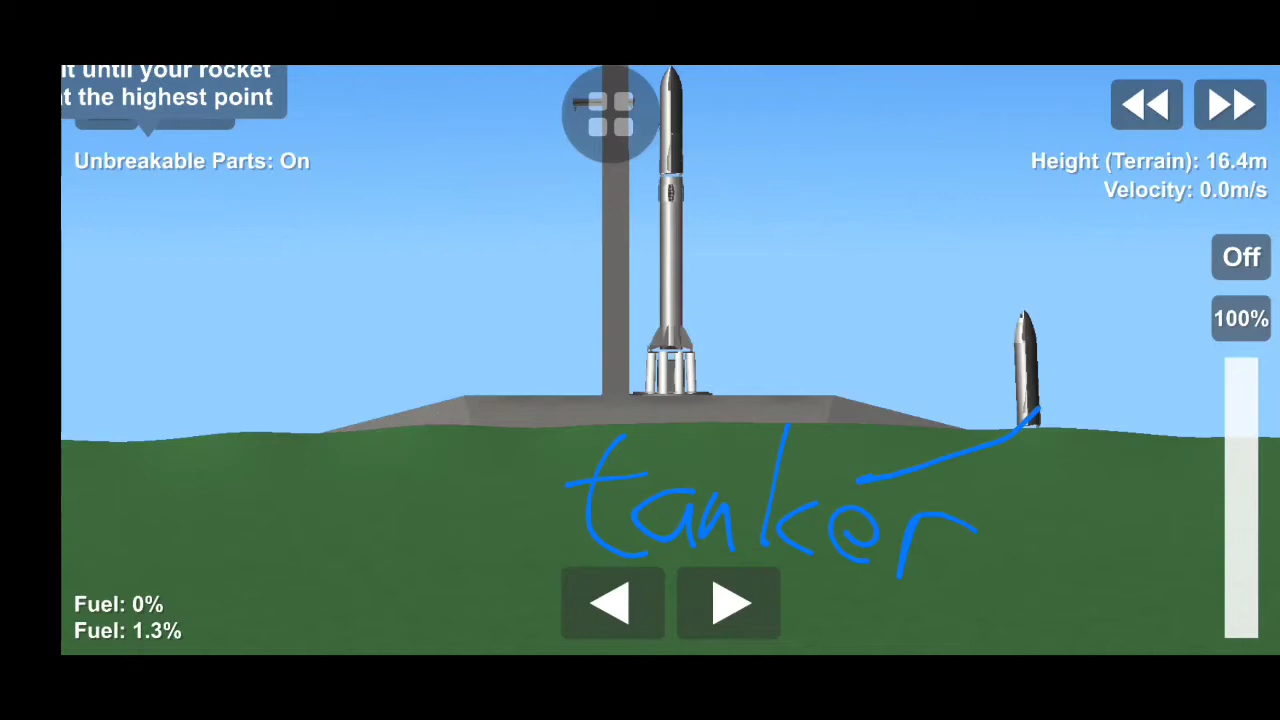 it until your rocket
t the highest point
Unbreakable Parts: On
Height (Terrain): 16.4m
Velocity: 0.0m/s
Off
100%
tanker
Fuel: 0%
Fuel: 1.3%